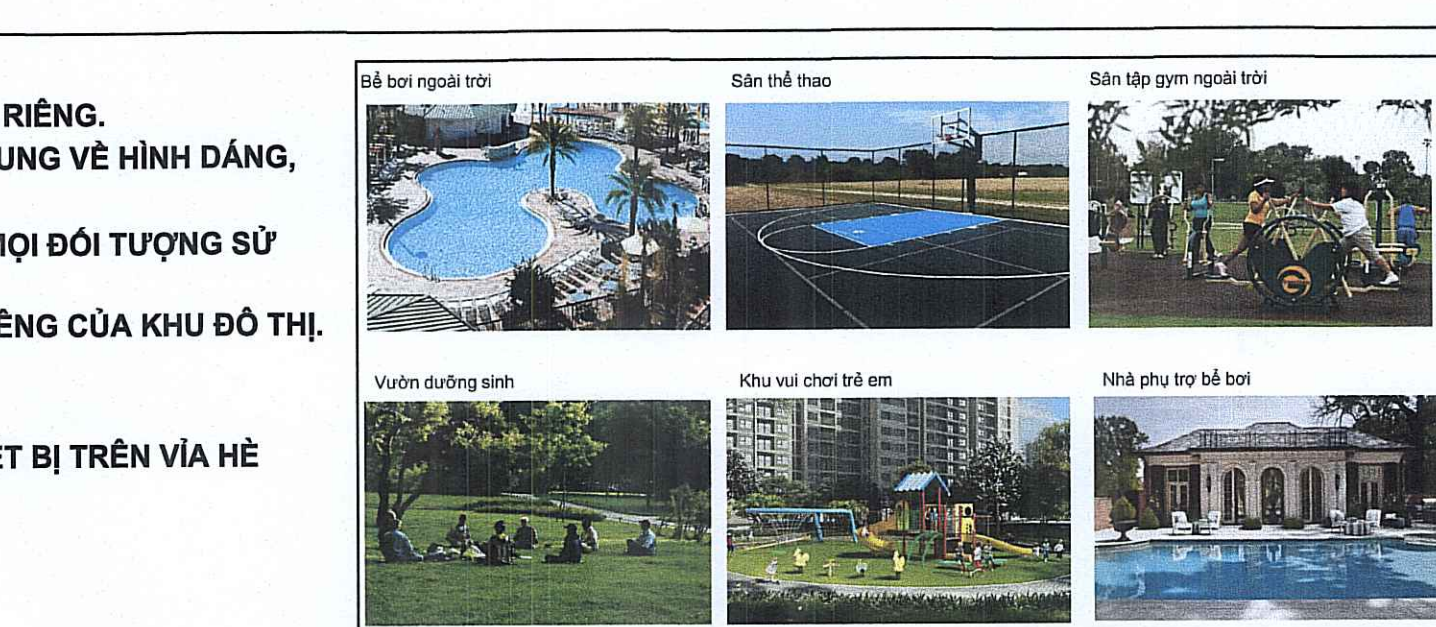 RIÊNG.
UNG VỀ HÌNH DÁNG,
MỌI ĐỐI TƯỢNG SỬ
ÊNG CỦA KHU ĐÔ THỊ.
ẾT BỊ TRÊN VỈA HÈ
Bể bơi ngoài trời
Sân thể thao
Sân tập gym ngoài trời
Vườn dưỡng sinh
Khu vui chơi trẻ em
Nhà phụ trợ bể bơi